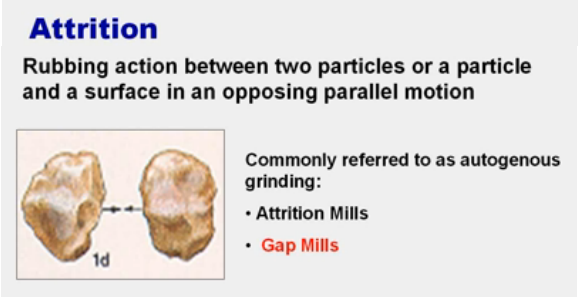 Attrition
Rubbing action between two particles or a particle
and a surface in an opposing parallel motion
1d
Commonly referred to as autogenous
grinding:
• Attrition Mills
• Gap Mills